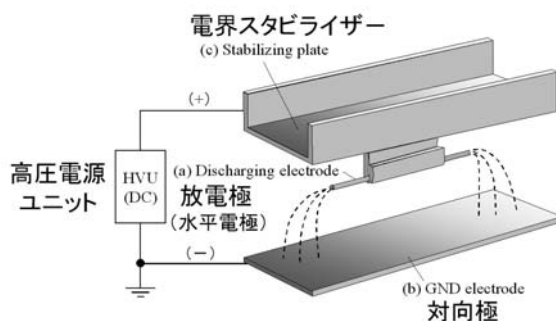 電界スタビライザー
(c) Stabilizing plate
(+)
高圧電源
ユニット
HVU
(DC)
(a) Discharging electrode
放電極
(水平電極)
(−)
(b) GND electrode
対向極